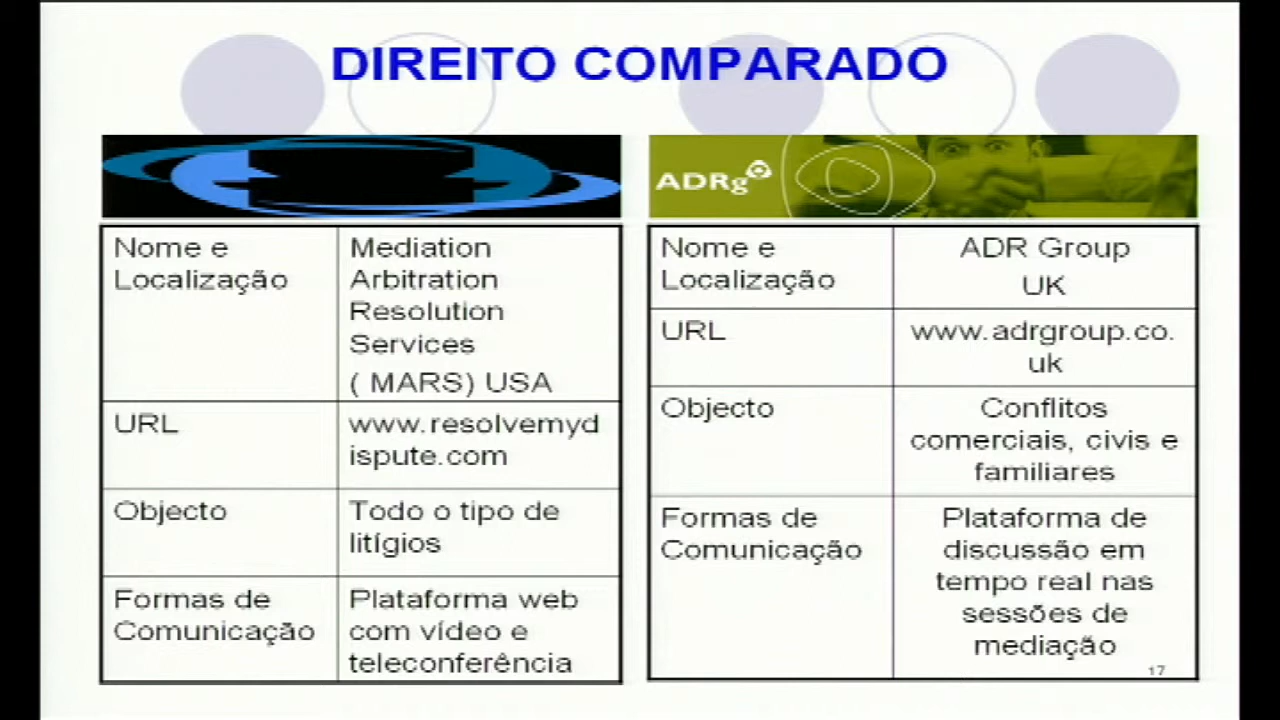 DIREITO COMPARADO
Nome e
Localização
Mediation
Arbitration
Resolution
Services
( MARS) USA
URL
www.resolvemyd
ispute.com
Objecto
Todo o tipo de
litígios
Formas de
Comunicação
Plataforma web
com vídeo e
teleconferência
ADRg
Nome e
Localização
ADR Group
UK
URL
www.adrgroup.co.
uk
Objecto
Conflitos
comerciais, civis e
familiares
Formas de
Comunicação
Plataforma de
discussão em
tempo real nas
sessões de
mediação
17